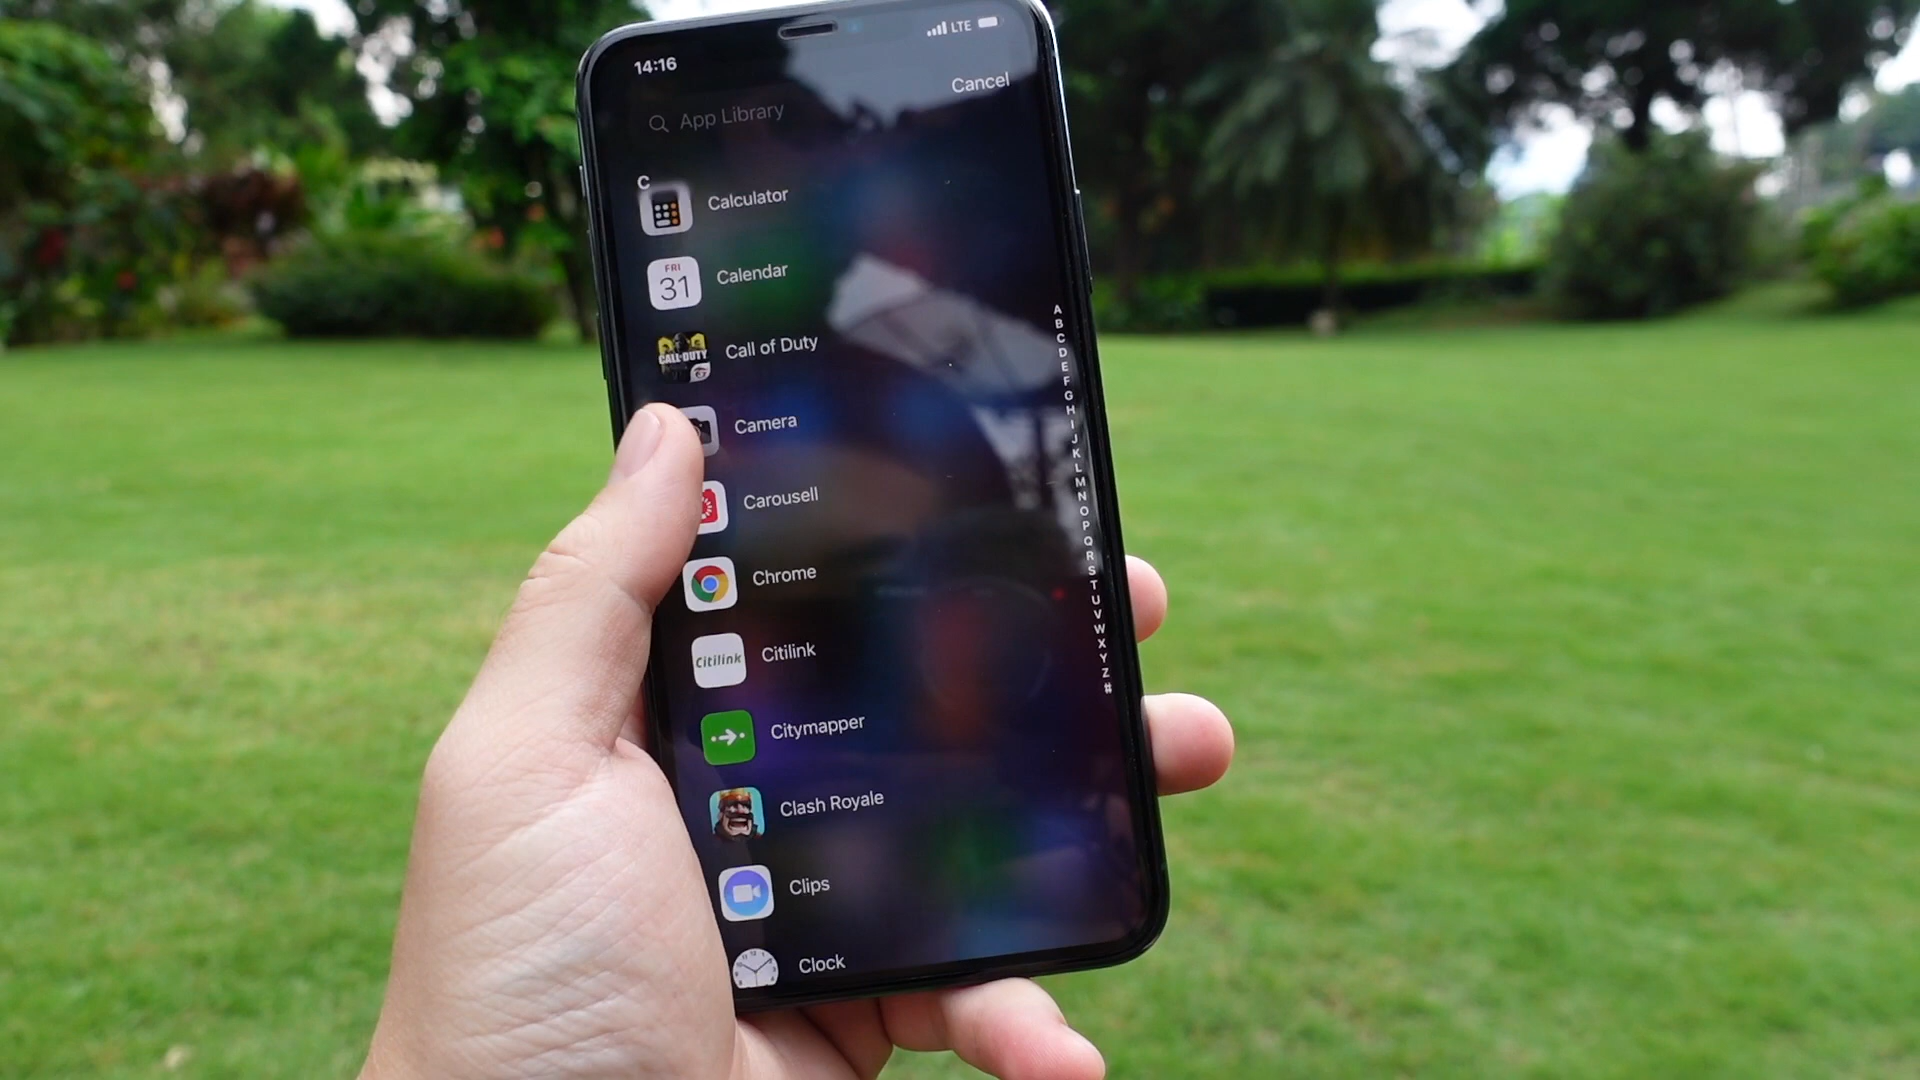 14:16
LTE
Cancel
App Library
C
Calculator
FRI
31
Calendar
CALL OF DUTY
Call of Duty
Camera
Carousell
Chrome
Citilink
Citilink
Citymapper
Clash Royale
Clips
Clock
A
B
C
D
E
F
G
H
I
J
K
L
M
N
O
P
Q
R
S
T
U
V
W
X
Y
Z
#